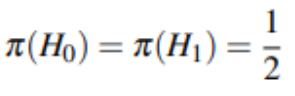 π(H₀) = π(H₁) = 1/2